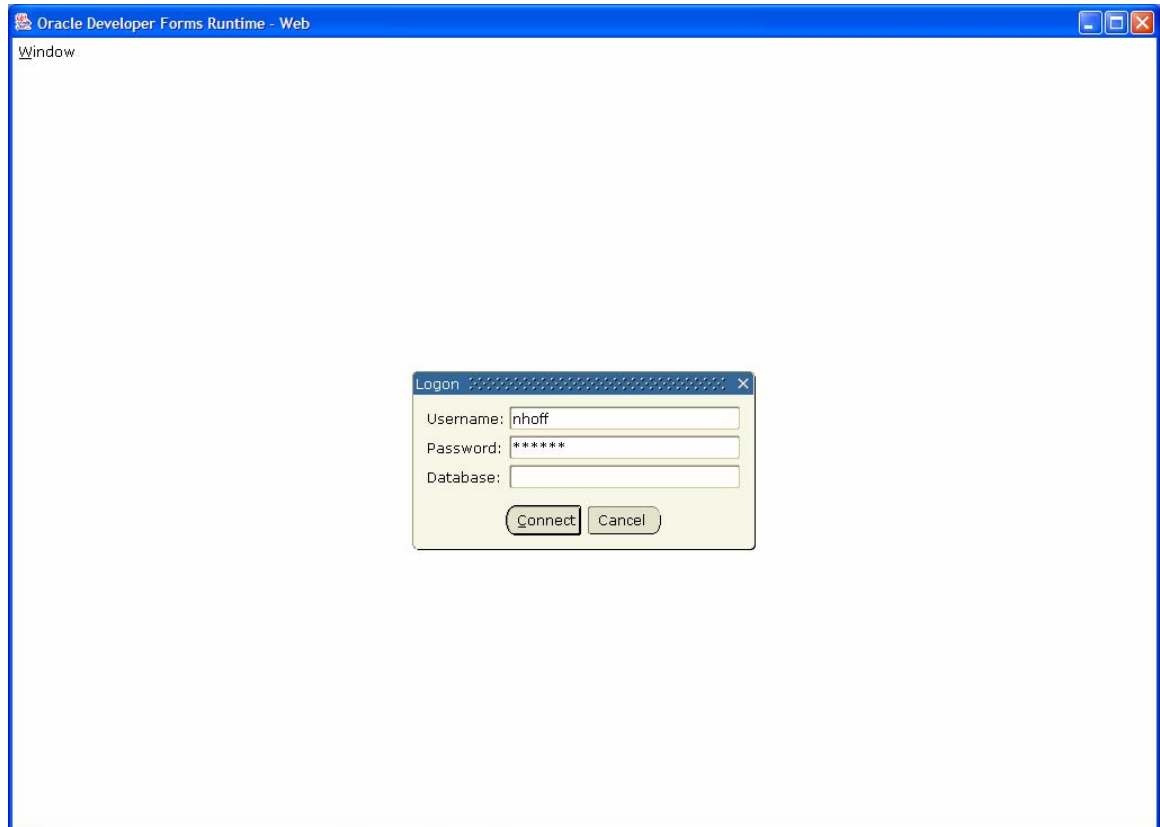 Oracle Developer Forms Runtime - Web
Window
Logon
Username: nhoff
Password: ******
Database:
Connect Cancel